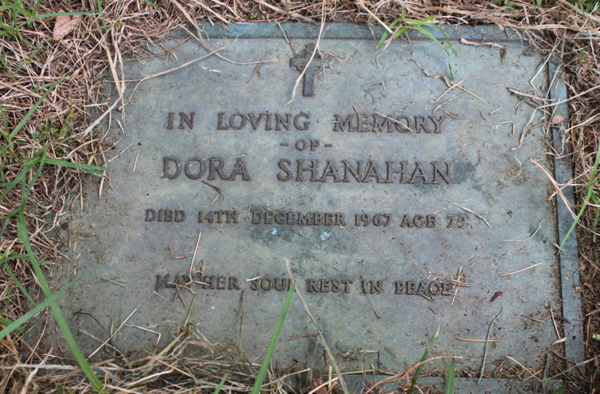 IN LOVING MEMORY
-OF-
DORA SHANAHAN
DIED 14TH DECEMBER 1967 AGE
MAY HER SOUL REST IN PEACE